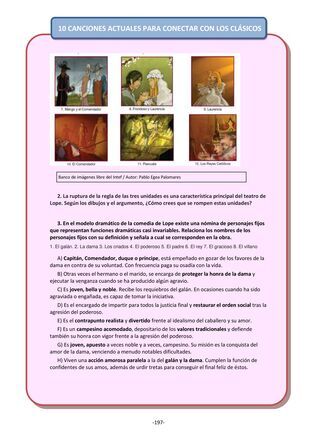 10 CANCIONES ACTUALES PARA CONECTAR CON LOS CLÁSICOS
7. Mengo y el Comendador
8. Frondoso y Laurencia
9. Laurencia
10. El Comendador
11. Pascuala
12. Los Reyes Católicos
Banco de imágenes libre del Intef / Autor: Pablo Egea Palomares
2. La ruptura de la regla de las tres unidades es una característica principal del teatro de
Lope. Según los dibujos y el argumento, ¿Cómo crees que se rompen estas unidades?
3. En el modelo dramático de la comedia de Lope existe una nómina de personajes fijos
que representan funciones dramáticas casi invariables. Relaciona los nombres de los
personajes fijos con su definición y señala a cual se corresponden en la obra.
1. El galán. 2. La dama 3. Los criados 4. El poderoso 5. El padre 6. El rey 7. El gracioso 8. El villano
A) Capitán, Comendador, duque o príncipe, está empeñado en gozar de los favores de la
dama en contra de su voluntad. Con frecuencia paga su osadía con la vida.
B) Otras veces el hermano o el marido, se encarga de proteger la honra de la dama y
ejecutar la venganza cuando se ha producido algún agravio.
C) Es joven, bella y noble. Recibe los requiebros del galán. En ocasiones cuando ha sido
agraviada o engañada, es capaz de tomar la iniciativa.
D) Es el encargado de impartir para todos la justicia final y restaurar el orden social tras la
agresión del poderoso.
E) Es el contrapunto realista y divertido frente al idealismo del caballero y su amor.
F) Es un campesino acomodado, depositario de los valores tradicionales y defiende
también su honra con vigor frente a la agresión del poderoso.
G) Es joven, apuesto a veces noble y a veces, campesino. Su misión es la conquista del
amor de la dama, venciendo a menudo notables dificultades.
H) Viven una acción amorosa paralela a la del galán y la dama. Cumplen la función de
confidentes de sus amos, además de urdir tretas para conseguir el final feliz de éstos.
-197-